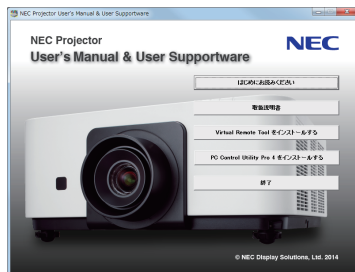 NEC Projector User's Manual & User Supportware
NEC Projector
NEC
User's Manual & User Supportware
はじめにお読みください
取扱説明書
Virtual Remote Tool をインストールする
PC Control Utility Pro 4 をインストールする
終了
© NEC Display Solutions, Ltd. 2014